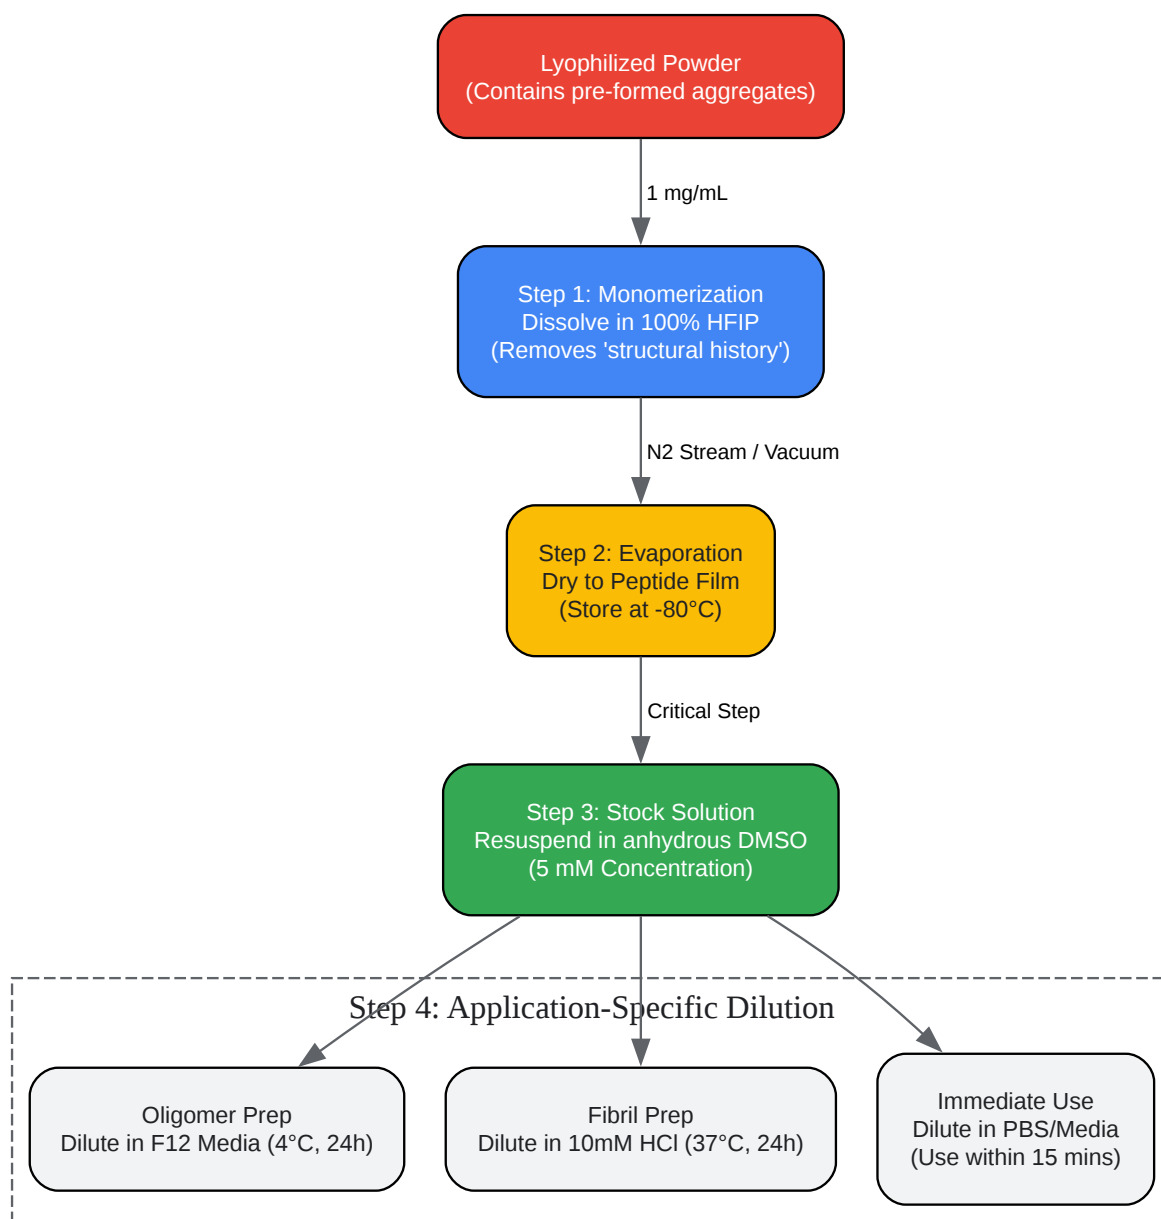 Lyophilized Powder
(Contains pre-formed aggregates)
1 mg/mL
Step 1: Monomerization
Dissolve in 100% HFIP
(Removes 'structural history')
N2 Stream / Vacuum
Step 2: Evaporation
Dry to Peptide Film
(Store at -80°C)
Critical Step
Step 3: Stock Solution
Resuspend in anhydrous DMSO
(5 mM Concentration)
Step 4: Application-Specific Dilution
Oligomer Prep
Dilute in F12 Media (4°C, 24h)
Fibril Prep
Dilute in 10mM HCl (37°C, 24h)
Immediate Use
Dilute in PBS/Media
(Use within 15 mins)